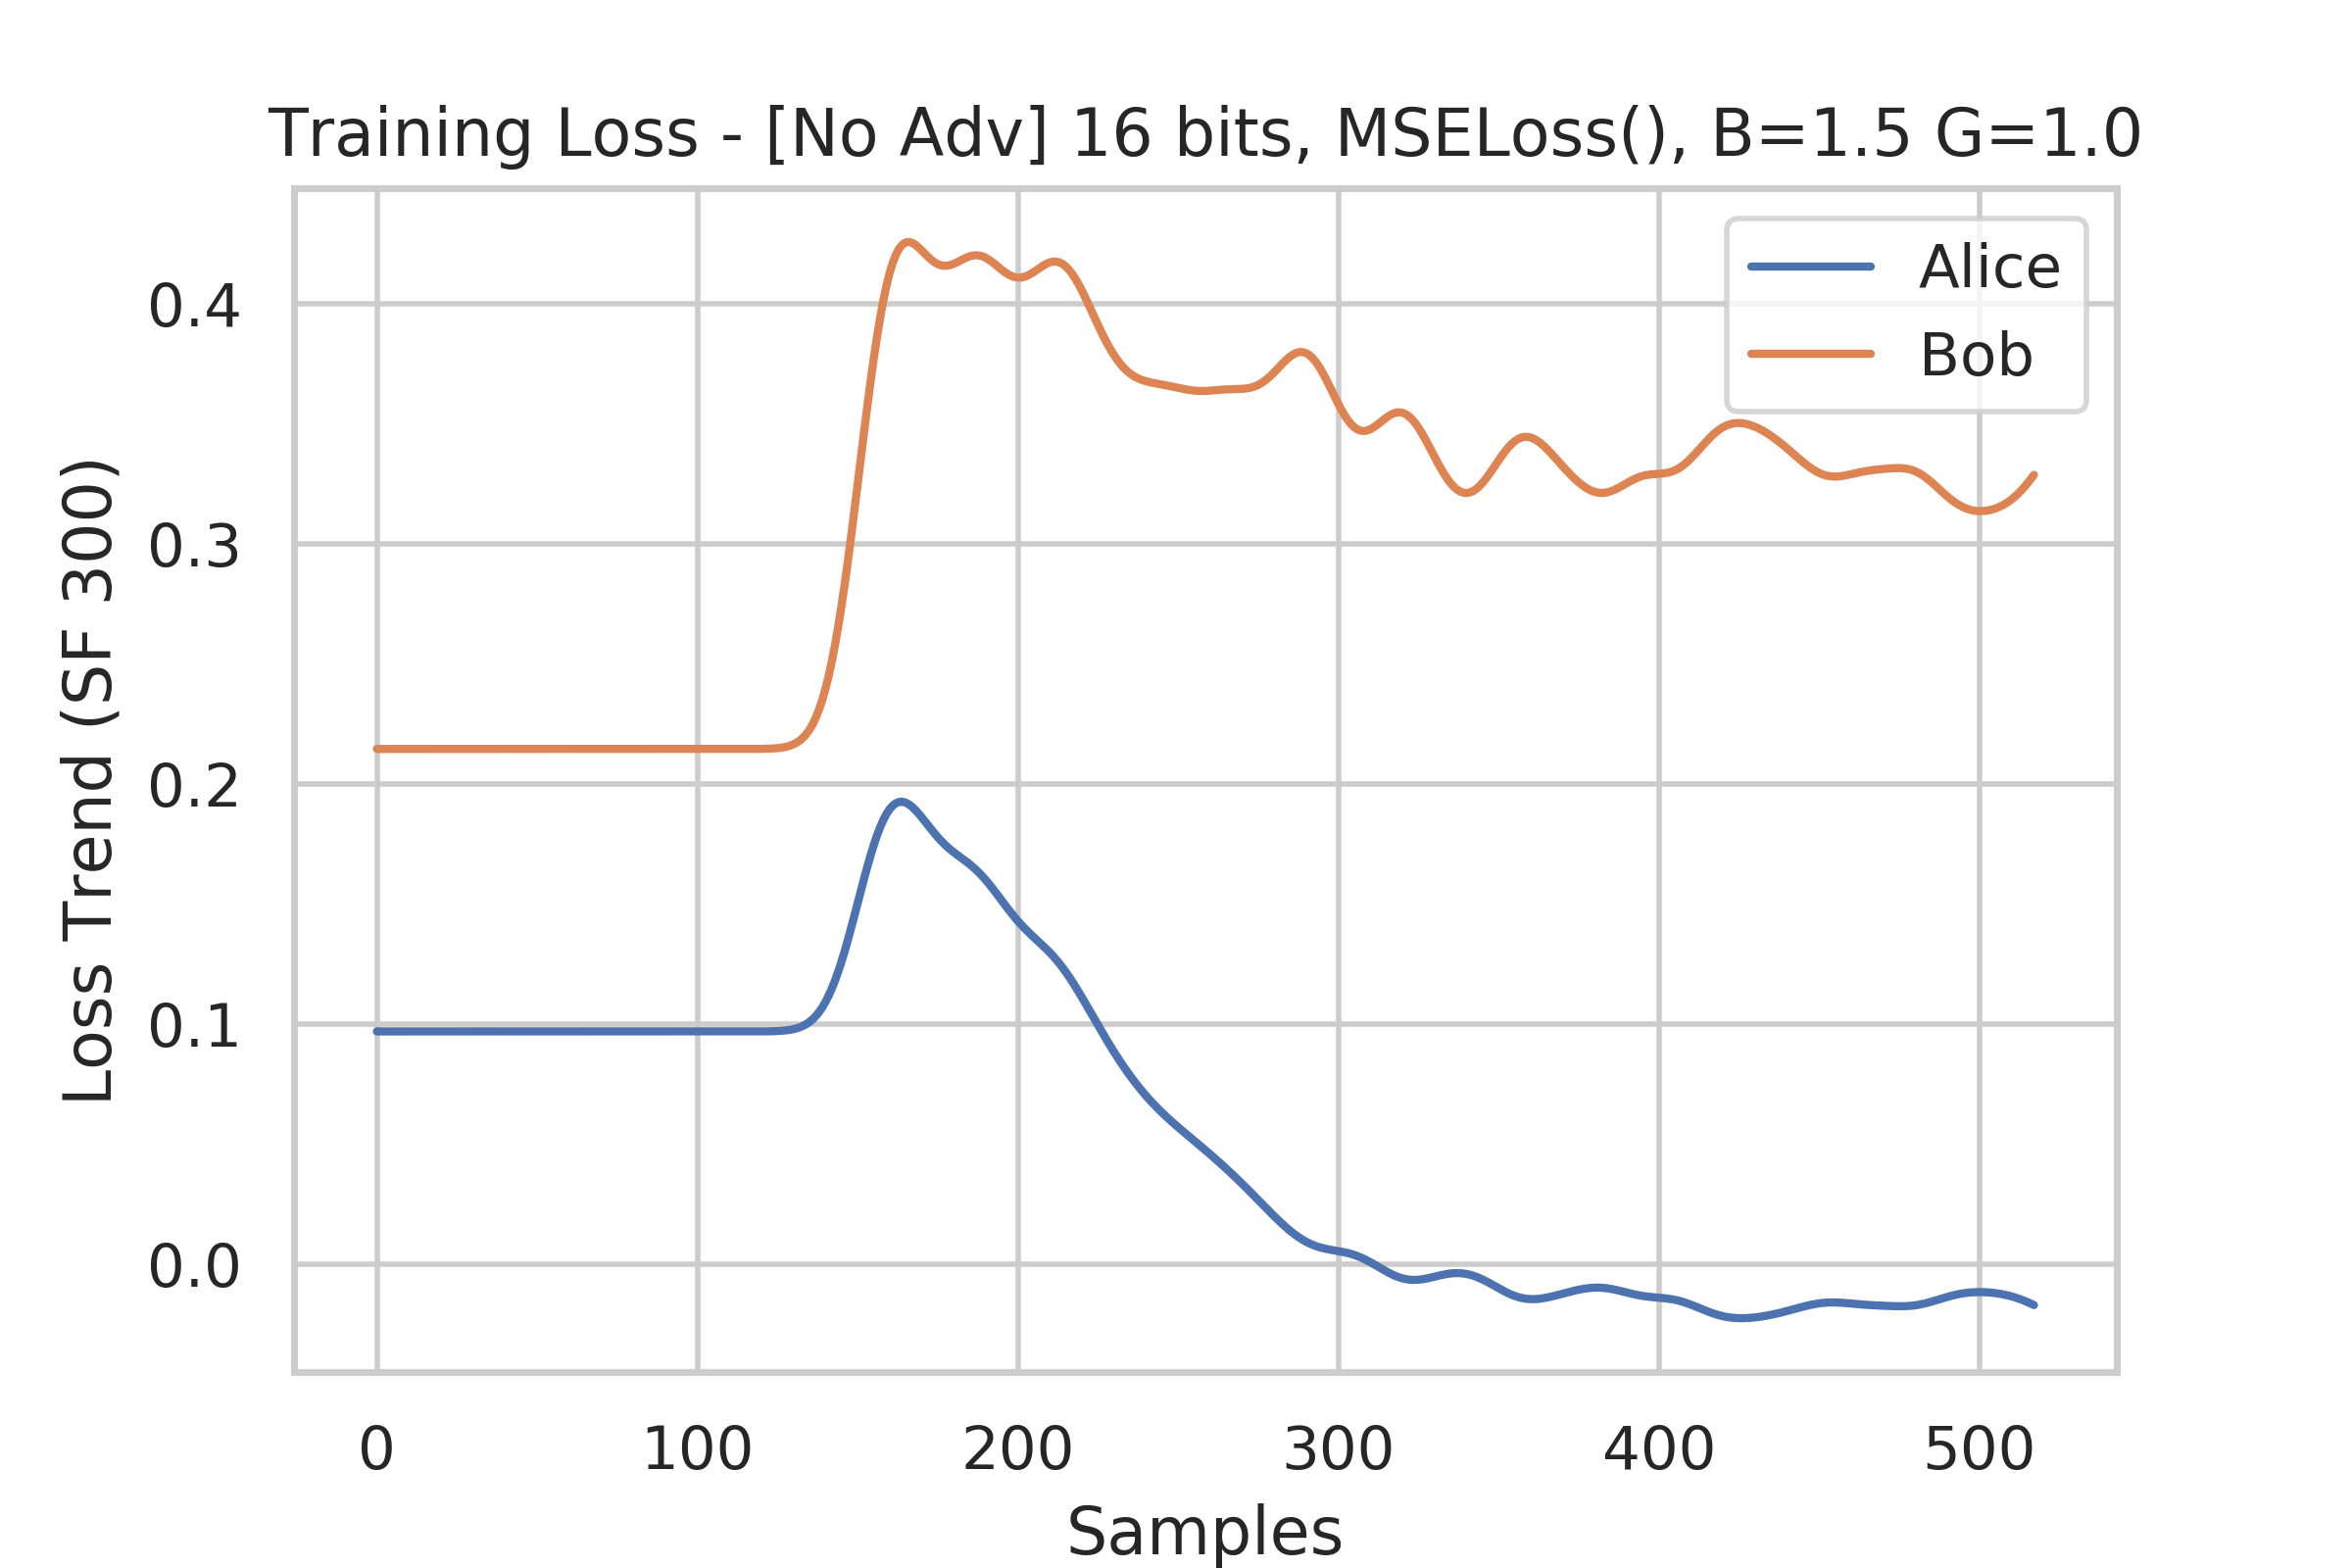 Training Loss - [No Adv] 16 bits, MSELoss(), B=1.5 G=1.0
Alice
Bob
Loss Trend (SF 300)
0.4
0.3
0.2
0.1
0.0
0 100 200 300 400 500
Samples